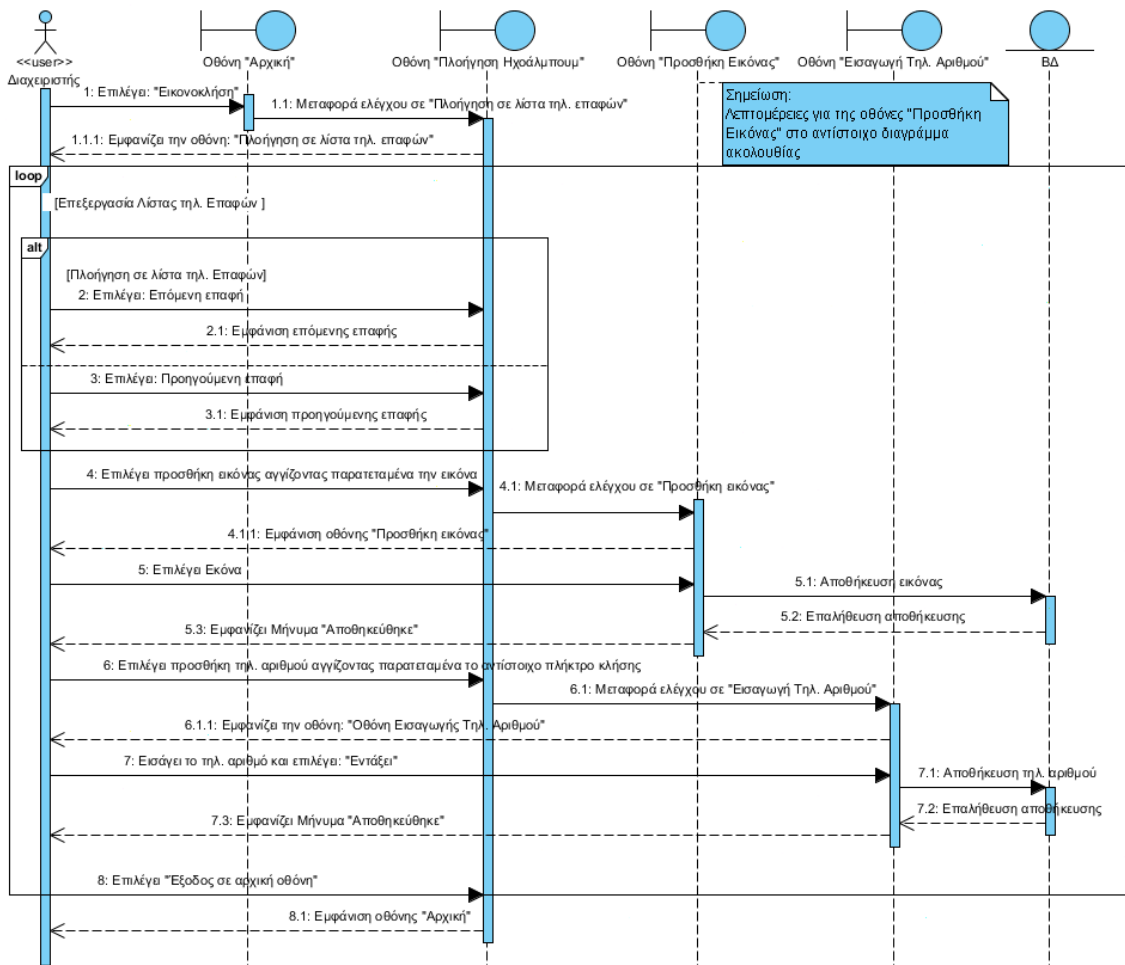 <<user>>
Διαχειριστής
Οθόνη "Αρχική"
Οθόνη "Πλοήγηση Ηχοάλμπουμ"
Οθόνη "Προσθήκη Εικόνας"
Οθόνη "Εισαγωγή Τηλ. Αριθμού"
ΒΔ
Σημείωση:
Λεπτομέρειες για της οθόνες "Προσθήκη
Εικόνας" στο αντίστοιχο διαγράμμα
ακολουθίας
1: Επιλέγει: "Εικονοκλήση"
1.1: Μεταφορά ελέγχου σε "Πλοήγηση σε λίστα τηλ. επαφών"
1.1.1: Εμφανίζει την οθόνη: "Πλοήγηση σε λίστα τηλ. επαφών"
loop
[Επεξεργασία Λίστας τηλ. Επαφών ]
alt
[Πλοήγηση σε λίστα τηλ. Επαφών]
2: Επιλέγει: Επόμενη επαφή
2.1: Εμφάνιση επόμενης επαφής
3: Επιλέγει: Προηγούμενη επαφή
3.1: Εμφάνιση προηγούμενης επαφής
4: Επιλέγει προσθήκη εικόνας αγγίζοντας παρατεταμένα την εικόνα
4.1: Μεταφορά ελέγχου σε "Προσθήκη εικόνας"
4.1.1: Εμφάνιση οθόνης "Προσθήκη εικόνας"
5: Επιλέγει Εκόνα
5.1: Αποθήκευση εικόνας
5.2: Επαλήθευση αποθήκευσης
5.3: Εμφανίζει Μήνυμα "Αποθηκεύθηκε"
6: Επιλέγει προσθήκη τηλ. αριθμού αγγίζοντας παρατεταμένα το αντίστοιχο πλήκτρο κλήσης
6.1: Μεταφορά ελέγχου σε "Εισαγωγή Τηλ. Αριθμού"
6.1.1: Εμφανίζει την οθόνη: "Οθόνη Εισαγωγής Τηλ. Αριθμού"
7: Εισάγει το τηλ. αριθμό και επιλέγει: "Εντάξει"
7.1: Αποθήκευση τηλ. αριθμού
7.2: Επαλήθευση αποθήκευσης
7.3: Εμφανίζει Μήνυμα "Αποθηκεύθηκε"
8: Επιλέγει "Έξοδος σε αρχική οθόνη"
8.1: Εμφάνιση οθόνης "Αρχική"